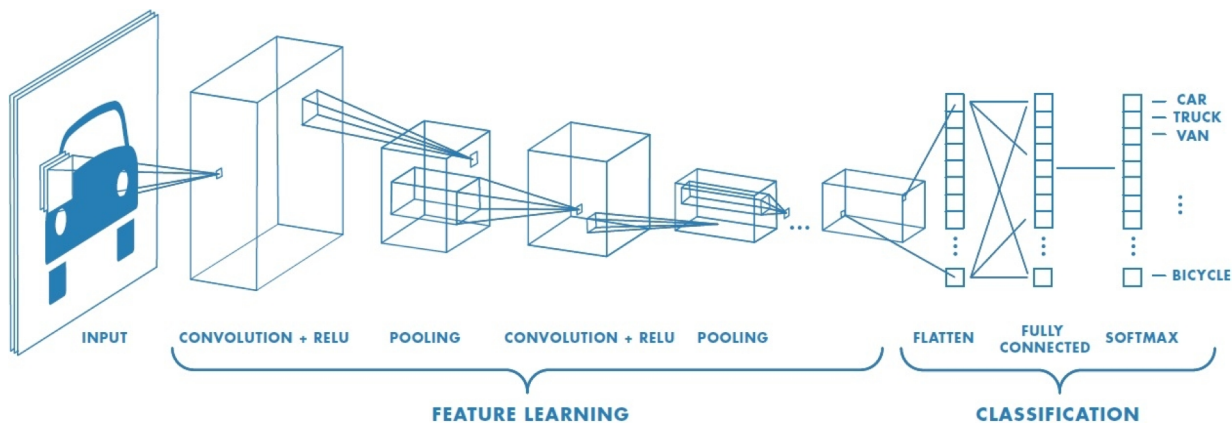 CAR
TRUCK
VAN
BICYCLE
INPUT
CONVOLUTION + RELU
POOLING
CONVOLUTION + RELU
POOLING
FLATTEN
FULLY
CONNECTED
SOFTMAX
FEATURE LEARNING
CLASSIFICATION